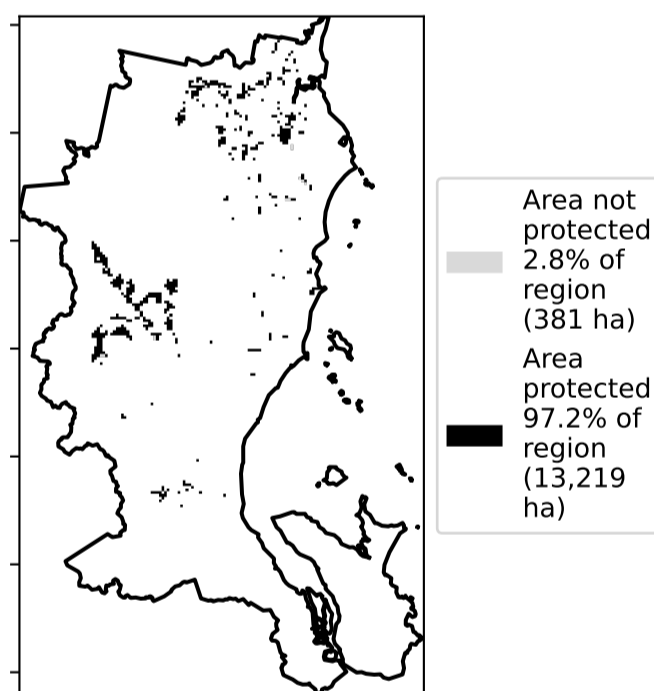 Area not
protected
2.8% of
region
(381 ha)
Area
protected
97.2% of
region
(13,219
ha)